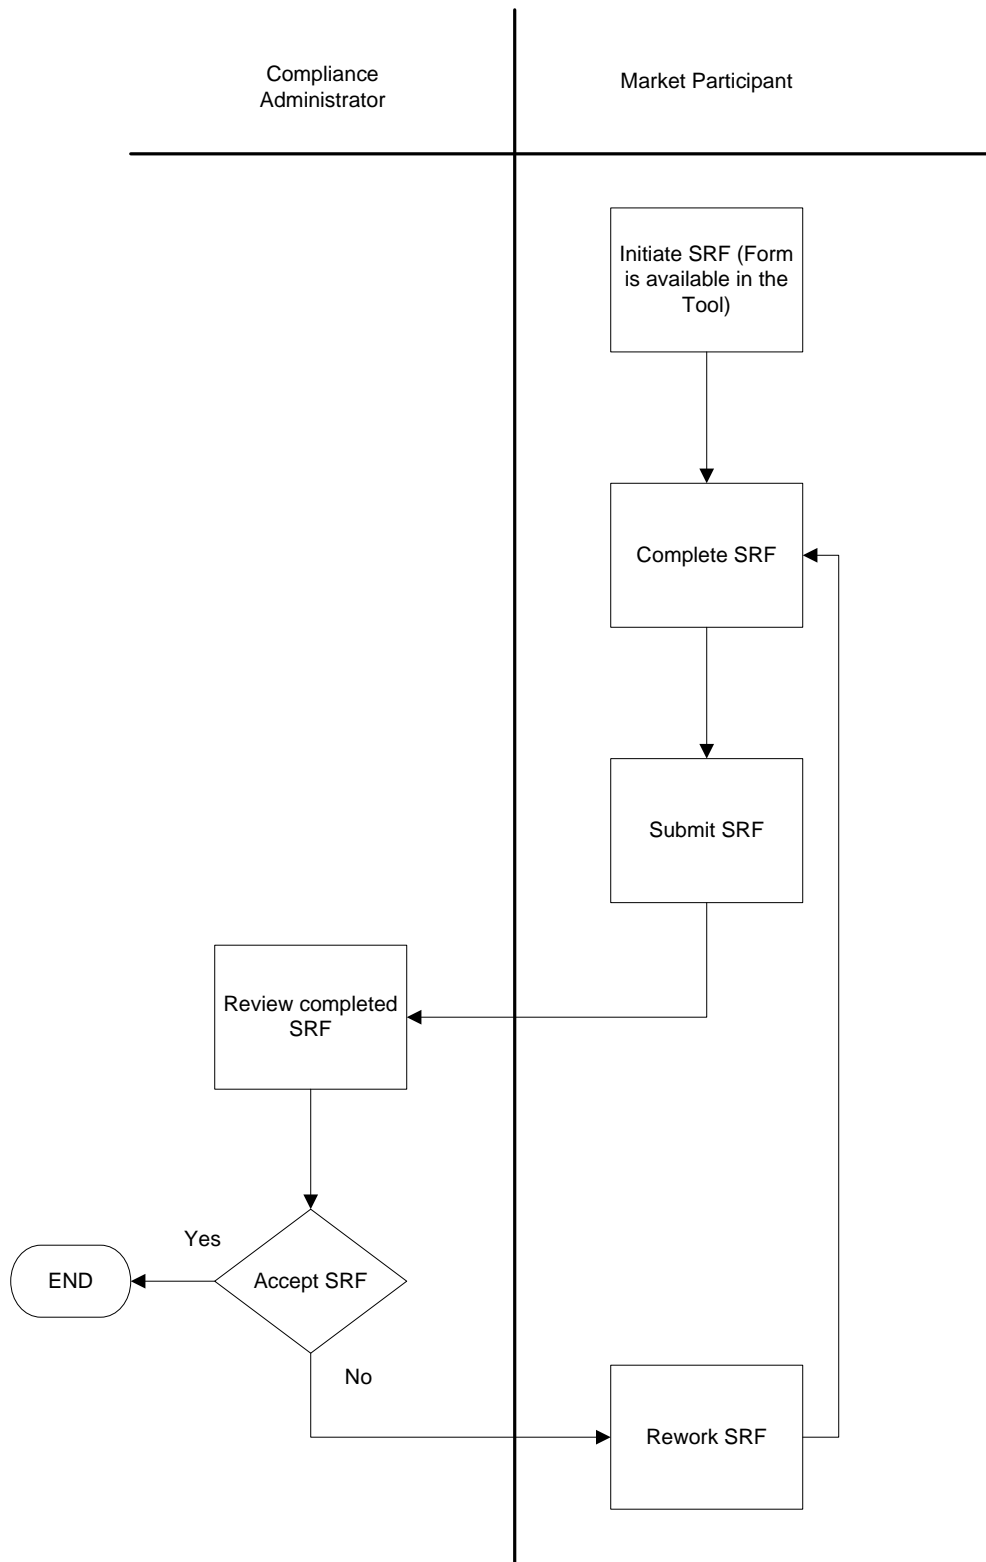 Compliance
Administrator
Market Participant
Initiate SRF (Form
is available in the
Tool)
Complete SRF
Submit SRF
Review completed
SRF
Yes
END
Accept SRF
No
Rework SRF